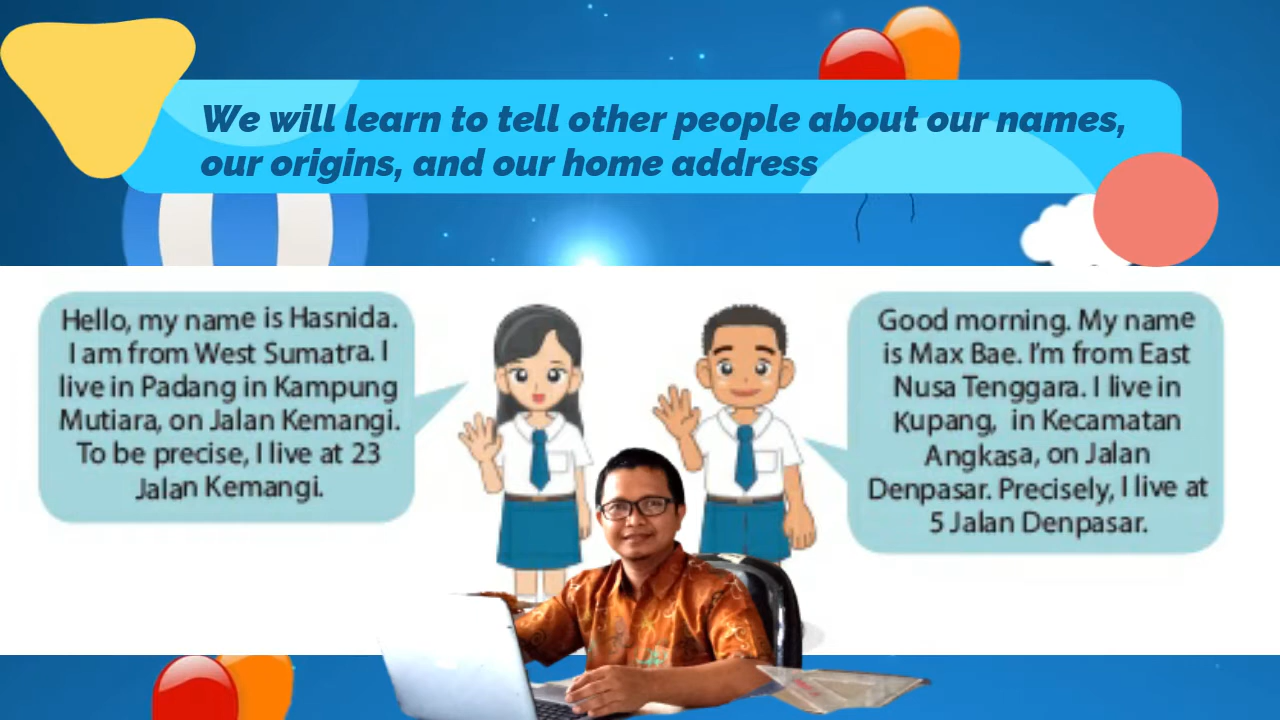 We will learn to tell other people about our names,
our origins, and our home address
Hello, my name is Hasnida.
I am from West Sumatra. I
live in Padang in Kampung
Mutiara, on Jalan Kemangi.
To be precise, I live at 23
Jalan Kemangi.
Good morning. My name
is Max Bae. I'm from East
Nusa Tenggara. I live in
Kupang, in Kecamatan
Angkasa, on Jalan
Denpasar. Precisely, I live at
5 Jalan Denpasar.